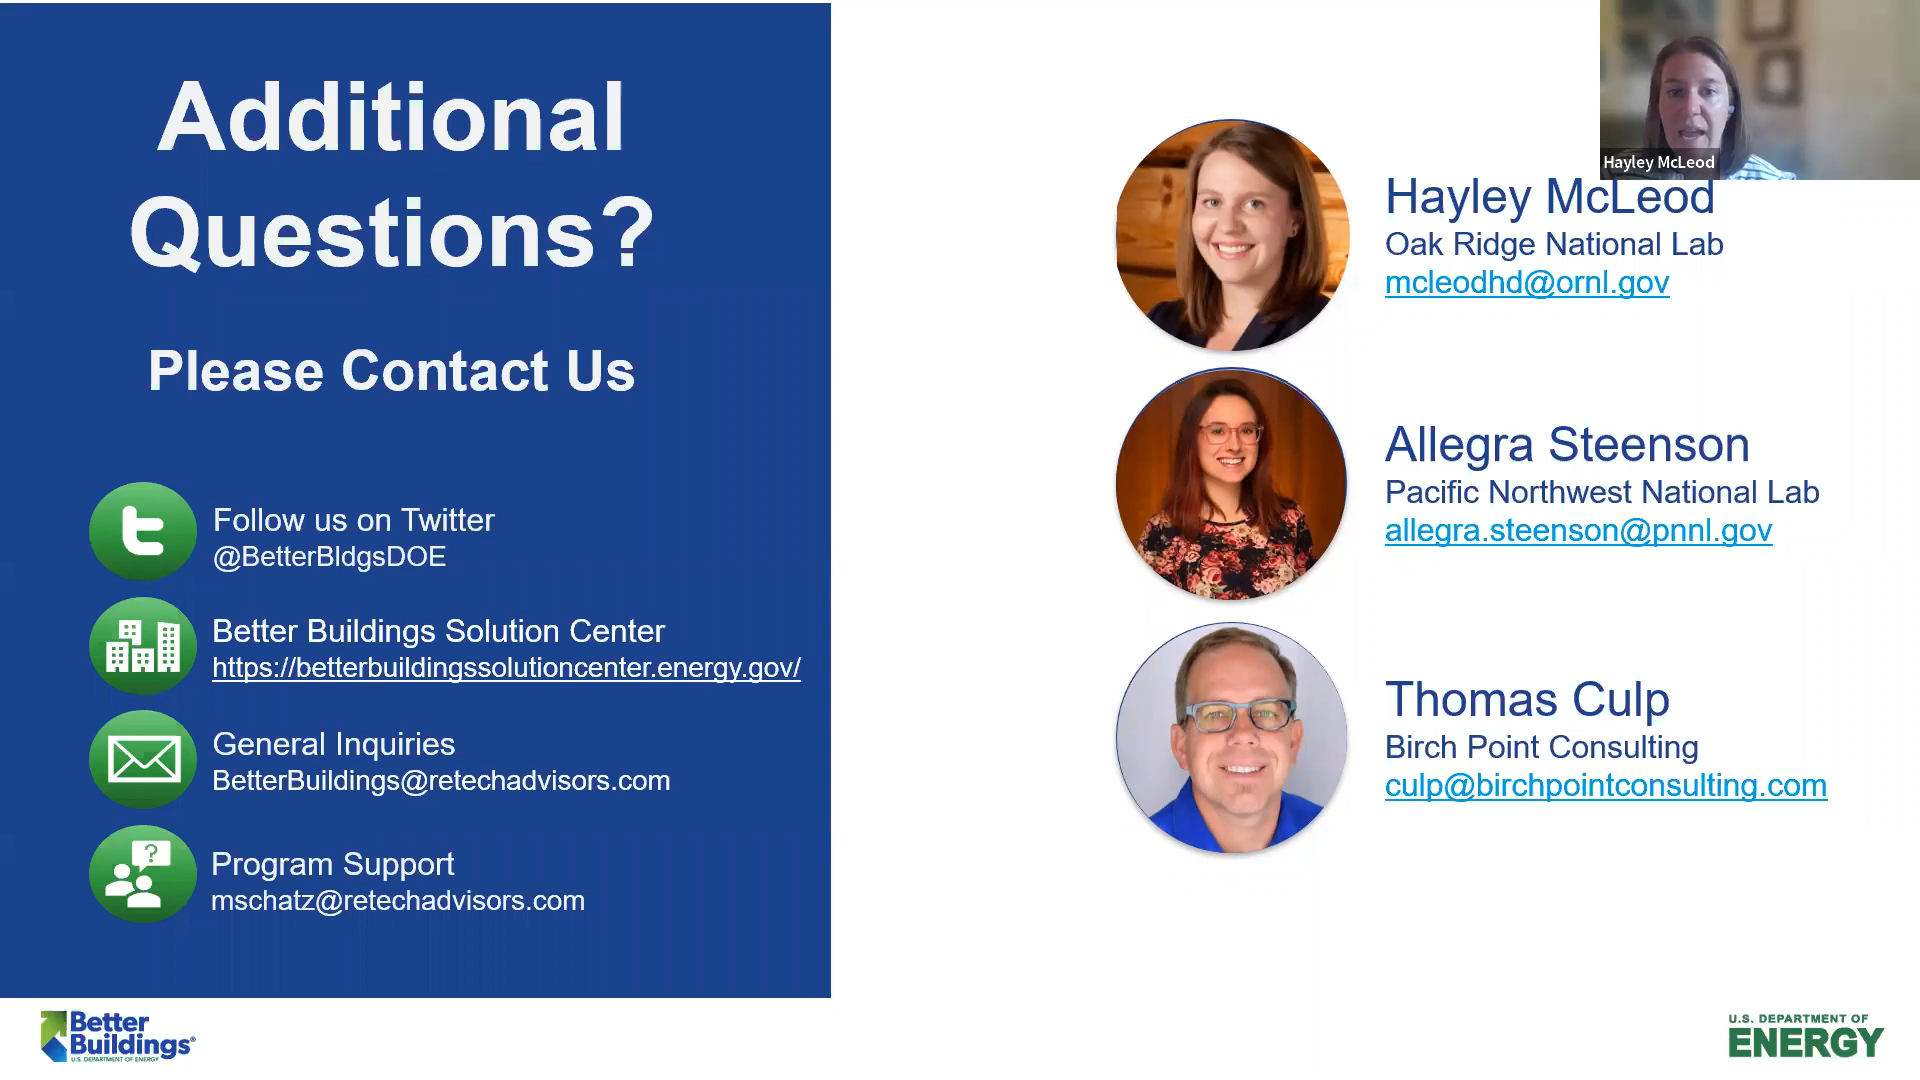 Additional
Questions?
Please Contact Us
Follow us on Twitter
@BetterBldgsDOE
Better Buildings Solution Center
https://betterbuildingssolutioncenter.energy.gov/
General Inquiries
BetterBuildings@retechadvisors.com
?
Program Support
mschatz@retechadvisors.com
Hayley McLeod
Hayley McLeod
Oak Ridge National Lab
mcleodhd@ornl.gov
Allegra Steenson
Pacific Northwest National Lab
allegra.steenson@pnnl.gov
Thomas Culp
Birch Point Consulting
culp@birchpointconsulting.com
Better
Buildings®
U.S. DEPARTMENT OF ENERGY
U.S. DEPARTMENT OF
ENERGY